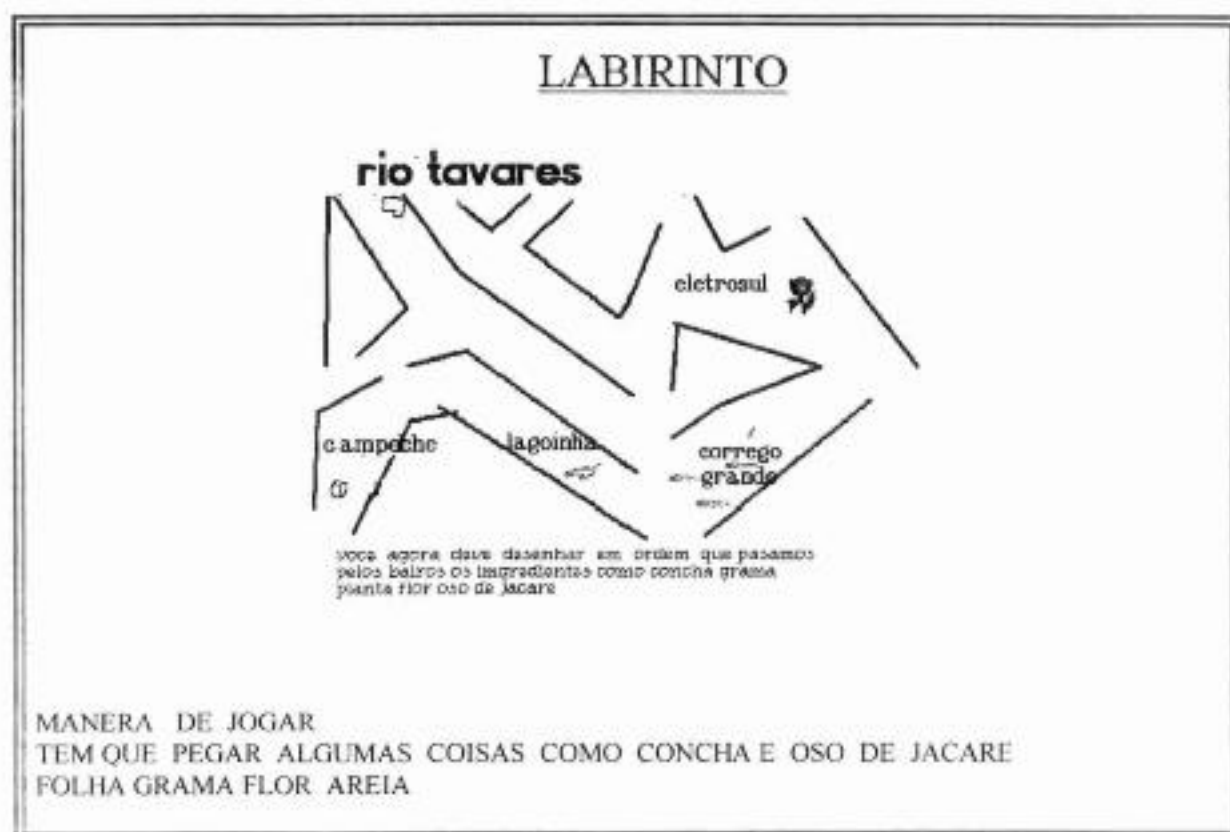 LABIRINTO
rio tavares
eletrosul
campeche
lagoinha
corrego
grande
voce agora deve desenhar em ordem que pasamos
pelos bairos os imgredientes como concha grama
planta flor oso de jacare
MANERA DE JOGAR
TEM QUE PEGAR ALGUMAS COISAS COMO CONCHA E OSO DE JACARE
FOLHA GRAMA FLOR AREIA